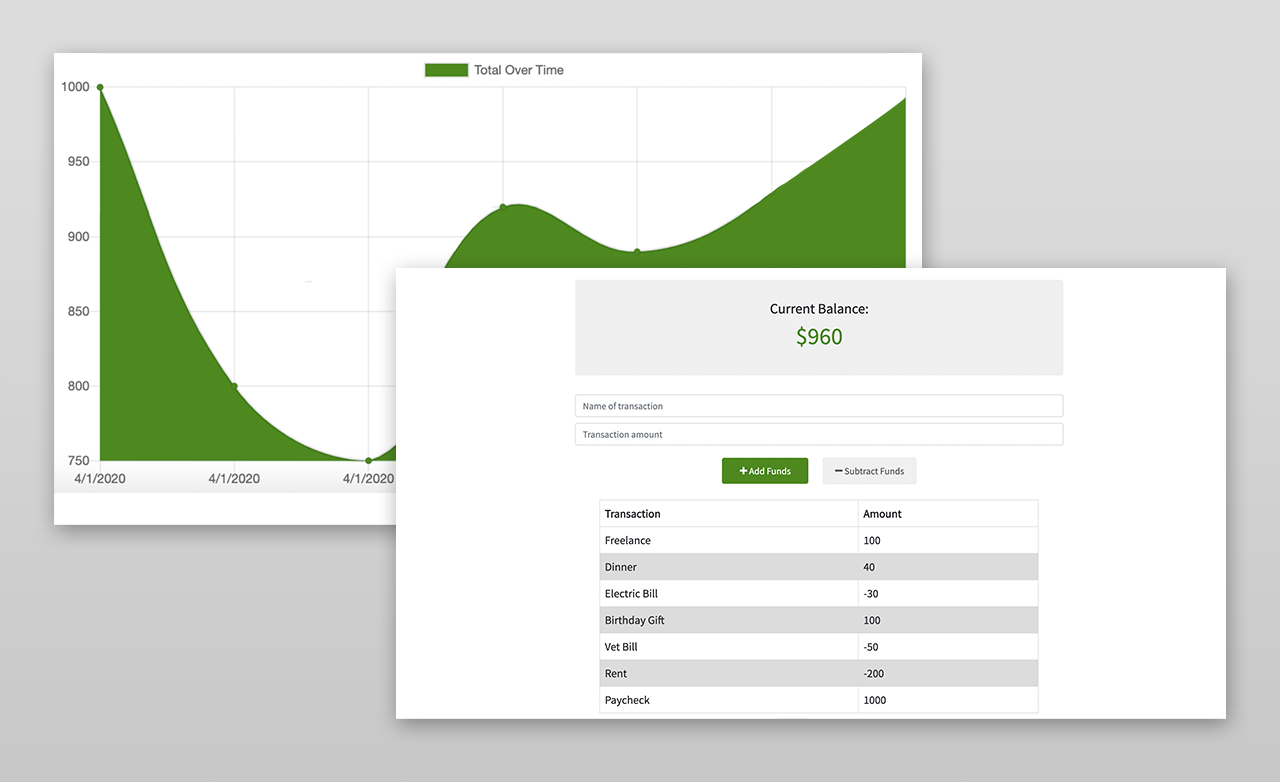 Total Over Time
1000
950
900
850
800
750
4/1/2020 4/1/2020 4/1/2020
Current Balance:
$960
Name of transaction
Transaction amount
+Add Funds −Subtract Funds
Transaction Amount
Freelance 100
Dinner 40
Electric Bill -30
Birthday Gift 100
Vet Bill -50
Rent -200
Paycheck 1000